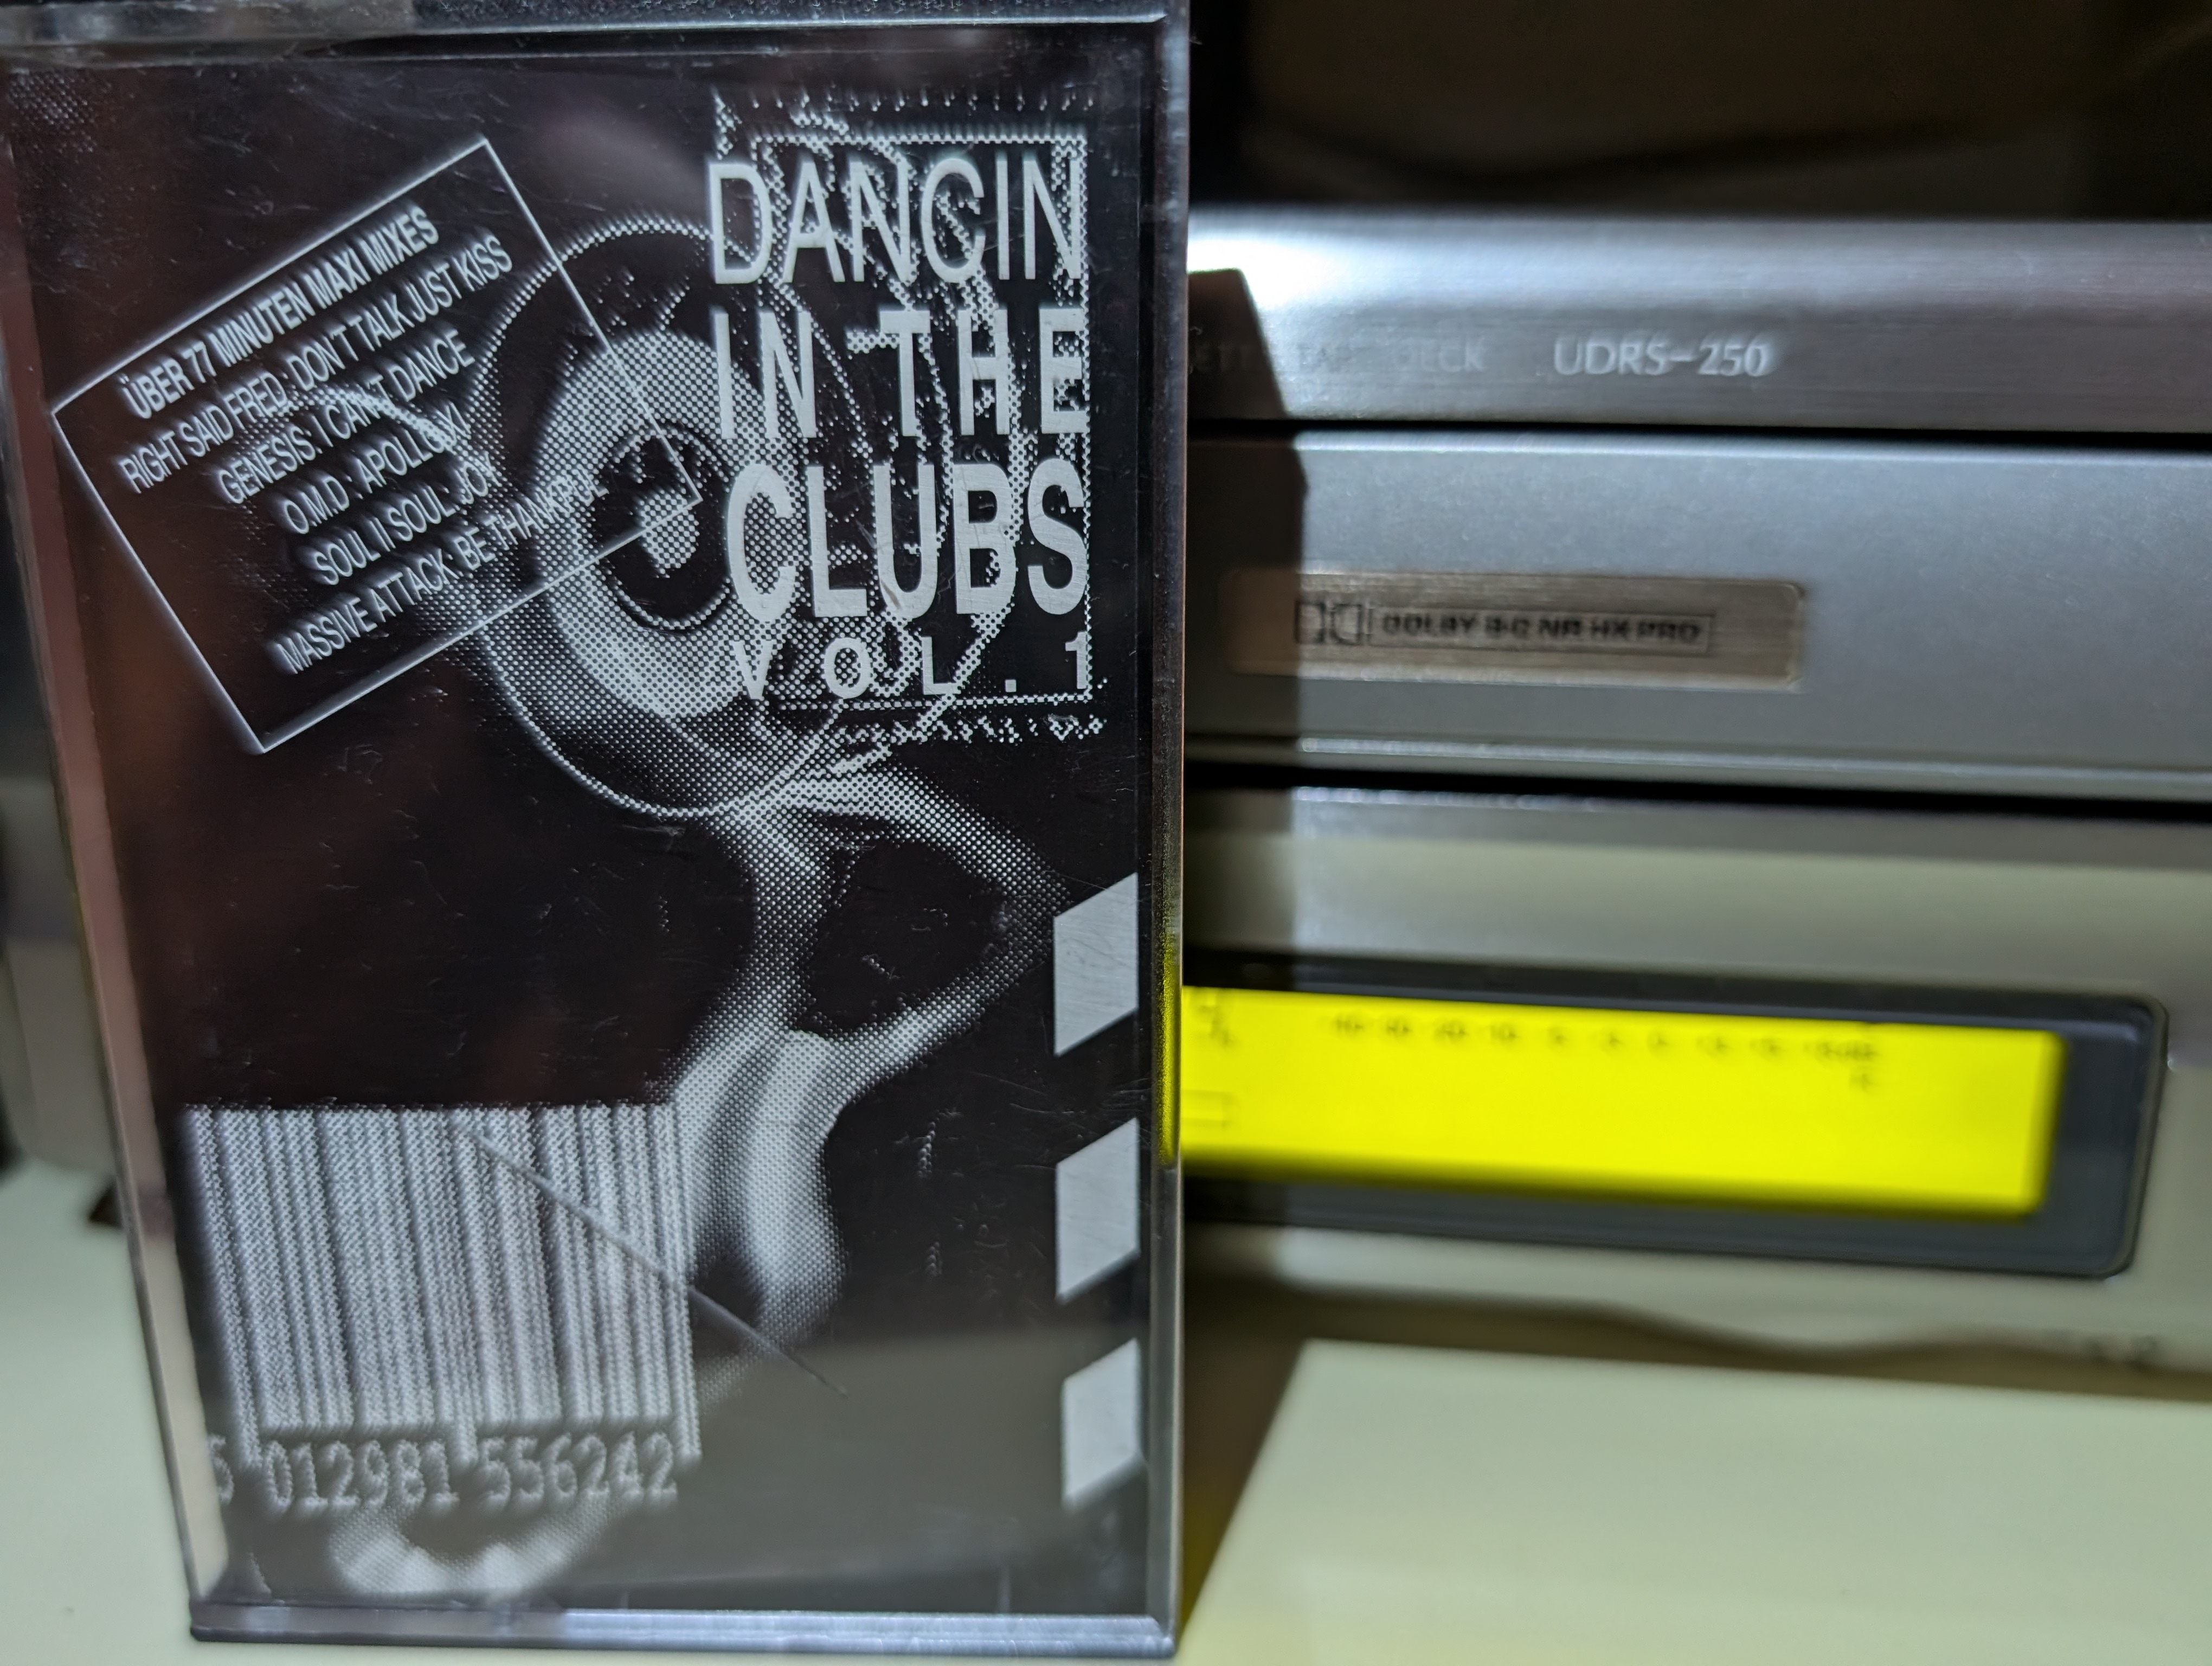 DANCIN
IN THE
CLUBS
VOL. 1
ÜBER 77 MINUTEN MAXI MIXES
RIGHT SAID FRED: DON'T TALK JUST KISS
GENESIS: I CAN'T DANCE
O.M.D: APOLLO XI
SOUL II SOUL: JOY
MASSIVE ATTACK: BE THANKFUL
5 012981 556242
DECK UDRS-250
DOLBY B-C NR HX PRO